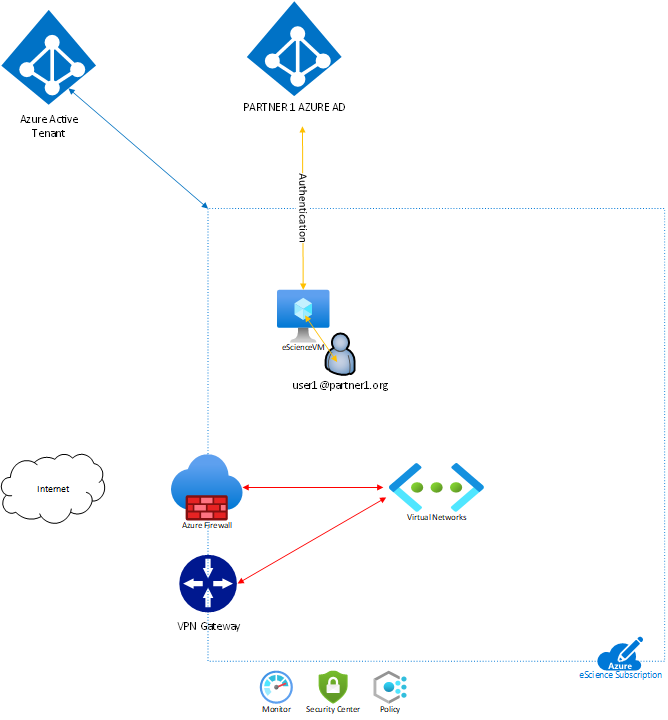 Azure Active
Tenant
PARTNER 1 AZURE AD
Authentication
eScienceVM
user1@partner1.org
Internet
Azure Firewall
Virtual Networks
VPN Gateway
Azure
eScience Subscription
Monitor
Security Center
Policy